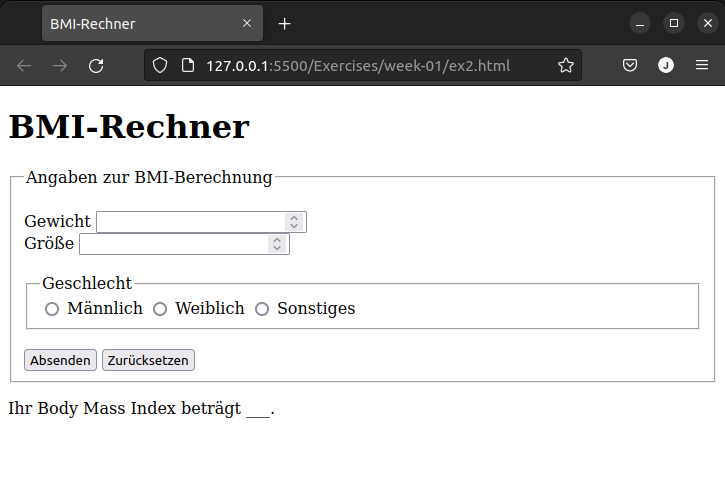 BMI-Rechner
127.0.0.1:5500/Exercises/week-01/ex2.html
J
BMI-Rechner
Angaben zur BMI-Berechnung
Gewicht
Größe
Geschlecht
Männlich Weiblich Sonstiges
Absenden Zurücksetzen
Ihr Body Mass Index beträgt ___.